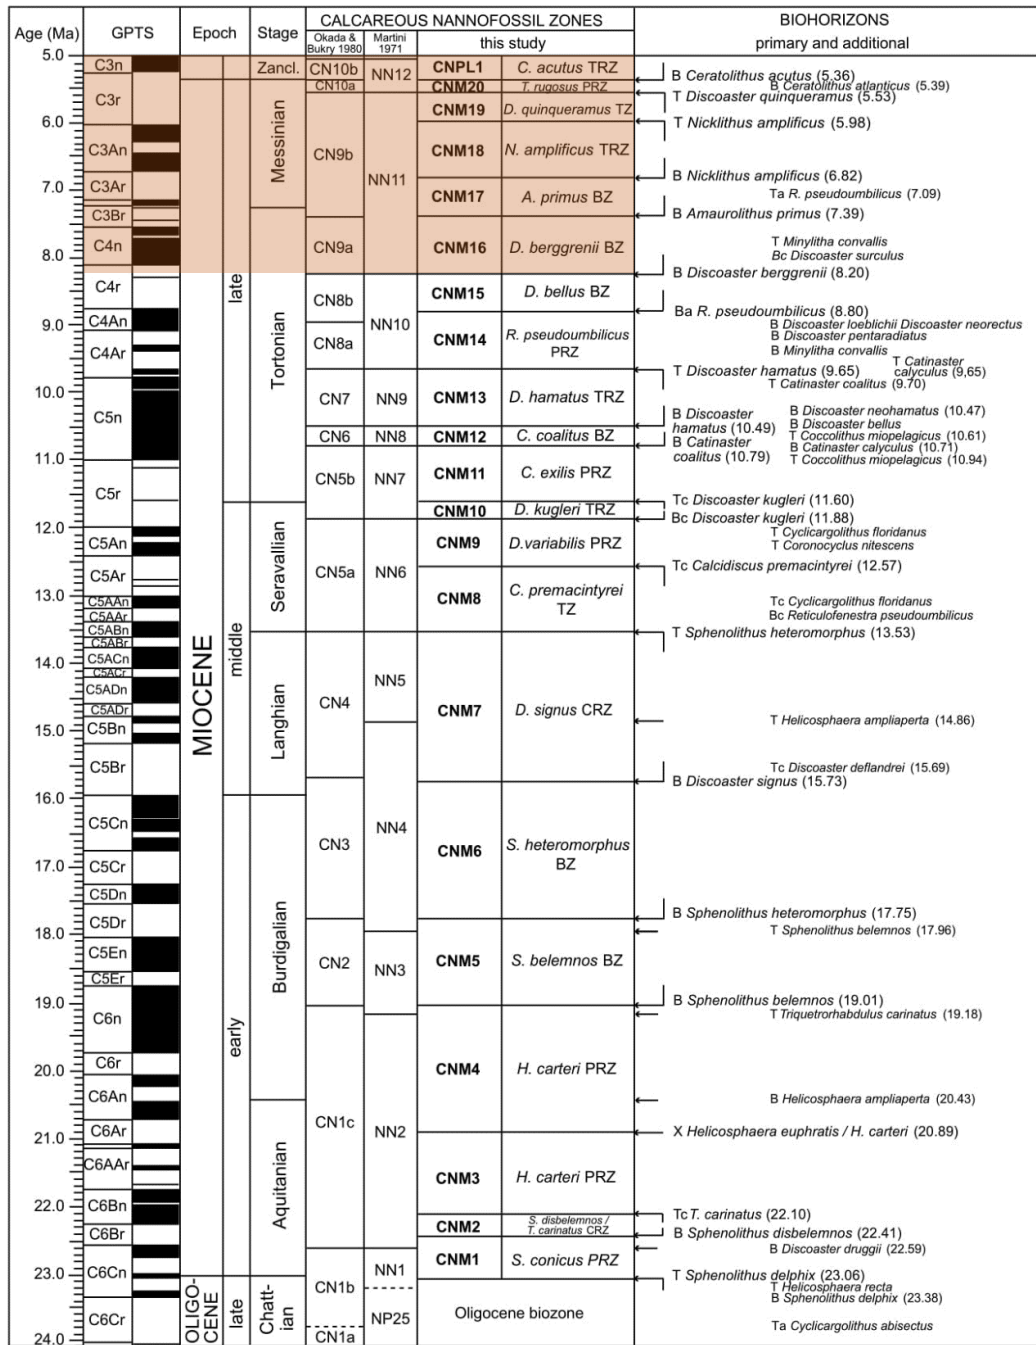 Age (Ma) GPTS Epoch Stage CALCAREOUS NANNOFOSSIL ZONES BIOHORIZONS
Okada & Bukry 1980 Martini 1971 this study primary and additional
5.0
6.0
7.0
8.0
9.0
10.0
11.0
12.0
13.0
14.0
15.0
16.0
17.0
18.0
19.0
20.0
21.0
22.0
23.0
24.0
C3n
C3r
C3An
C3Ar
C3Br
C4n
C4r
C4An
C4Ar
C5n
C5r
C5An
C5Ar
C5AAn
C5AAr
C5ABn
C5ABr
C5ACn
C5ACr
C5ADn
C5ADr
C5Bn
C5Br
C5Cn
C5Cr
C5Dn
C5Dr
C5En
C5Er
C6n
C6r
C6An
C6Ar
C6AAr
C6Bn
C6Br
C6Cn
C6Cr
MIOCENE
OLIGO-
CENE
late
middle
early
late
Zancl.
Messinian
Tortonian
Seravallian
Langhian
Burdigalian
Aquitanian
Chatt-
ian
CN10b
CN10a
CN9b
CN9a
CN8b
CN8a
CN7
CN6
CN5b
CN5a
CN4
CN3
CN2
CN1c
CN1b
CN1a
NN12
NN11
NN10
NN9
NN8
NN7
NN6
NN5
NN4
NN3
NN2
NN1
NP25
CNPL1 C. acutus TRZ
CNM20 T. rugosus PRZ
CNM19 D. quinqueramus TZ
CNM18 N. amplificus TRZ
CNM17 A. primus BZ
CNM16 D. berggrenii BZ
CNM15 D. bellus BZ
CNM14 R. pseudoumbilicus
PRZ
CNM13 D. hamatus TRZ
CNM12 C. coalitus BZ
CNM11 C. exilis PRZ
CNM10 D. kugleri TRZ
CNM9 D.variabilis PRZ
CNM8 C. premacintyrei
TZ
CNM7 D. signus CRZ
CNM6 S. heteromorphus
BZ
CNM5 S. belemnos BZ
CNM4 H. carteri PRZ
CNM3 H. carteri PRZ
CNM2 S. disbelemnos /
T. carinatus CRZ
CNM1 S. conicus PRZ
Oligocene biozone
B Ceratolithus acutus (5.36)
B Ceratolithus atlanticus (5.39)
T Discoaster quinqueramus (5.53)
T Nicklithus amplificus (5.98)
B Nicklithus amplificus (6.82)
Ta R. pseudoumbilicus (7.09)
B Amaurolithus primus (7.39)
T Minylitha convallis
Bc Discoaster surculus
B Discoaster berggrenii (8.20)
Ba R. pseudoumbilicus (8.80)
B Discoaster loeblichii Discoaster neorectus
B Discoaster pentaradiatus
B Minylitha convallis
T Discoaster hamatus (9.65)
T Catinaster
calyculus (9,65)
T Catinaster coalitus (9.70)
B Discoaster
hamatus (10.49)
B Catinaster
coalitus (10.79)
B Discoaster neohamatus (10.47)
B Discoaster bellus
T Coccolithus miopelagicus (10.61)
B Catinaster calyculus (10.71)
T Coccolithus miopelagicus (10.94)
Tc Discoaster kugleri (11.60)
Bc Discoaster kugleri (11.88)
T Cyclicargolithus floridanus
T Coronocyclus nitescens
Tc Calcidiscus premacintyrei (12.57)
Tc Cyclicargolithus floridanus
Bc Reticulofenestra pseudoumbilicus
T Sphenolithus heteromorphus (13.53)
T Helicosphaera ampliaperta (14.86)
Tc Discoaster deflandrei (15.69)
B Discoaster signus (15.73)
B Sphenolithus heteromorphus (17.75)
T Sphenolithus belemnos (17.96)
B Sphenolithus belemnos (19.01)
T Triquetrorhabdulus carinatus (19.18)
B Helicosphaera ampliaperta (20.43)
X Helicosphaera euphratis / H. carteri (20.89)
Tc T. carinatus (22.10)
B Sphenolithus disbelemnos (22.41)
B Discoaster druggii (22.59)
T Sphenolithus delphix (23.06)
T Helicosphaera recta
B Sphenolithus delphix (23.38)
Ta Cyclicargolithus abisectus